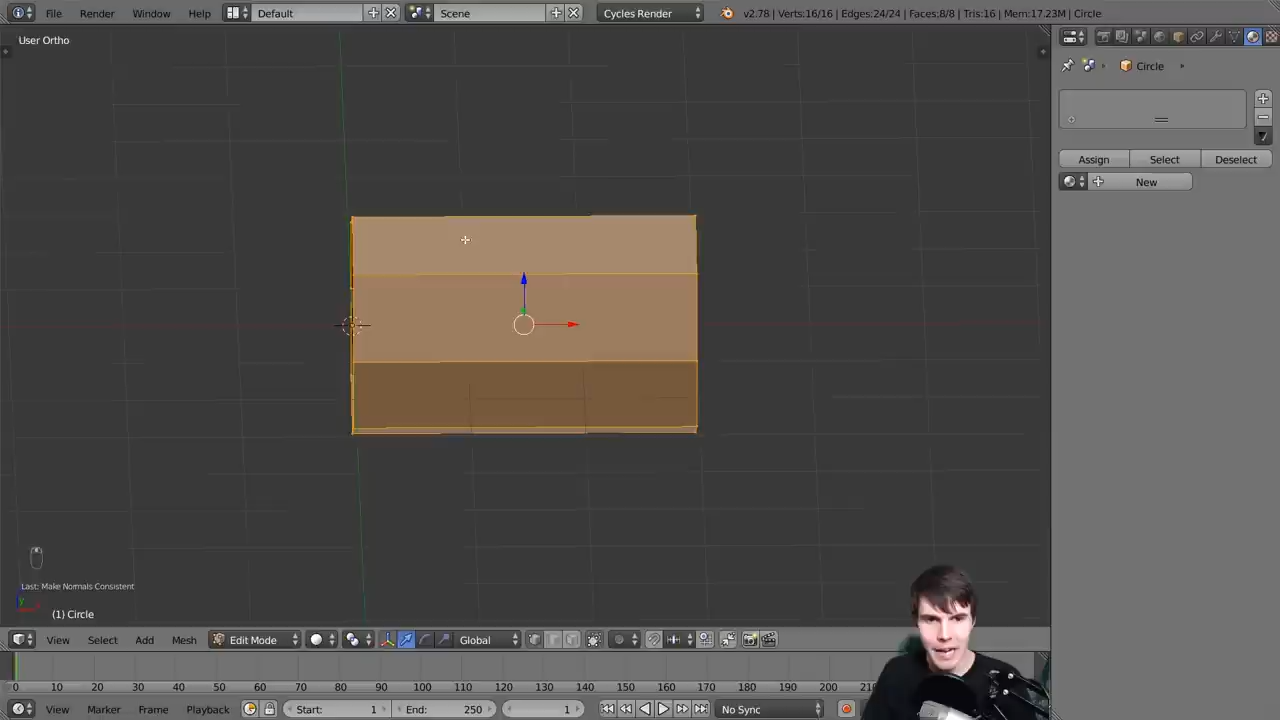 File Render Window Help Default Scene Cycles Render v2.78 | Verts:16/16 | Edges:24/24 | Faces:8/8 | Tris:16 | Mem:17.23M | Circle
User Ortho
Circle
Assign Select Deselect
New
Last: Make Normals Consistent
(1) Circle
View Select Add Mesh Edit Mode Global
0 10 20 30 40 50 60 70 80 90 100 110 120 130 140 150 160 170 180 190 200
View Marker Frame Playback Start: 1 End: 250 1 No Sync